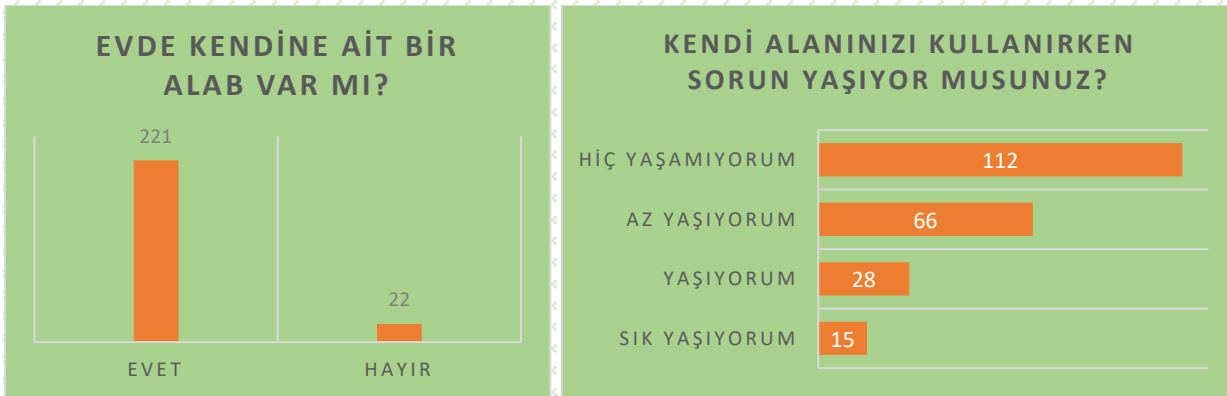 EVDE KENDİNE AİT BİR
ALAB VAR MI?
221
22
EVET
HAYIR
KENDİ ALANINIZI KULLANIRKEN
SORUN YAŞIYOR MUSUNUZ?
HİÇ YAŞAMIYORUM
112
AZ YAŞIYORUM
66
YAŞIYORUM
28
SIK YAŞIYORUM
15